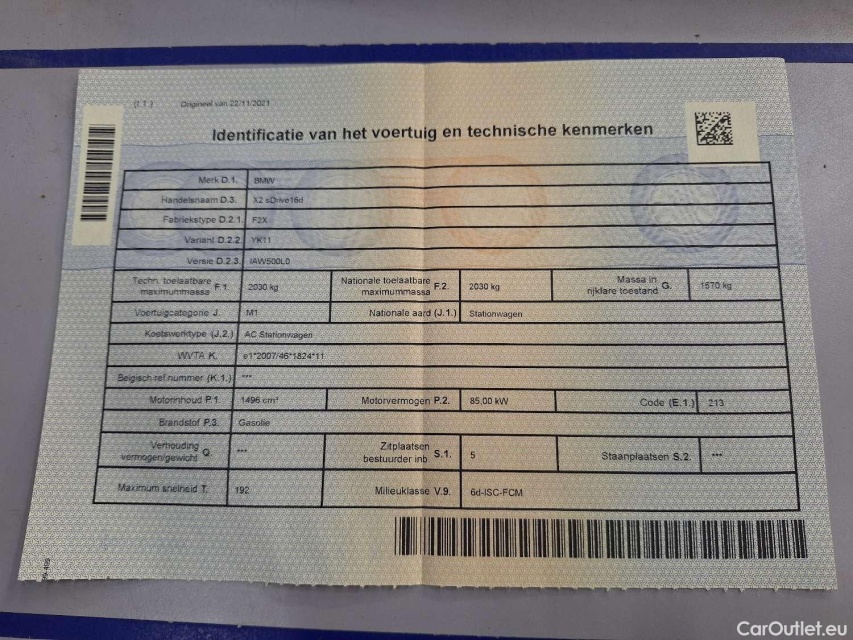 (I.1.) Origineel van 22/11/2021
Identificatie van het voertuig en technische kenmerken
Merk D.1. BMW
Handelsnaam D.3. X2 sDrive16d
Fabriekstype D.2.1. F2X
Variant D.2.2. YK11
Versie D.2.3. IAW500L0
Techn. toelaatbare maximummassa F.1. 2030 kg Nationale toelaatbare maximummassa F.2. 2030 kg Massa in rijklare toestand G. 1570 kg
Voertuigcategorie J. M1 Nationale aard (J.1.) Stationwagen
Koetswerktype (J.2.) AC Stationwagen
WVTA K. e1*2007/46*1824*11
Belgisch ref.nummer (K.1.) ***
Motorinhoud P.1. 1496 cm³ Motorvermogen P.2. 85,00 kW Code (E.1.) 213
Brandstof P.3. Gasolie
Verhouding vermogen/gewicht Q. *** Zitplaatsen bestuurder inb. S.1. 5 Staanplaatsen S.2. ***
Maximum snelheid T. 192 Milieuklasse V.9. 6d-ISC-FCM
CarOutlet.eu